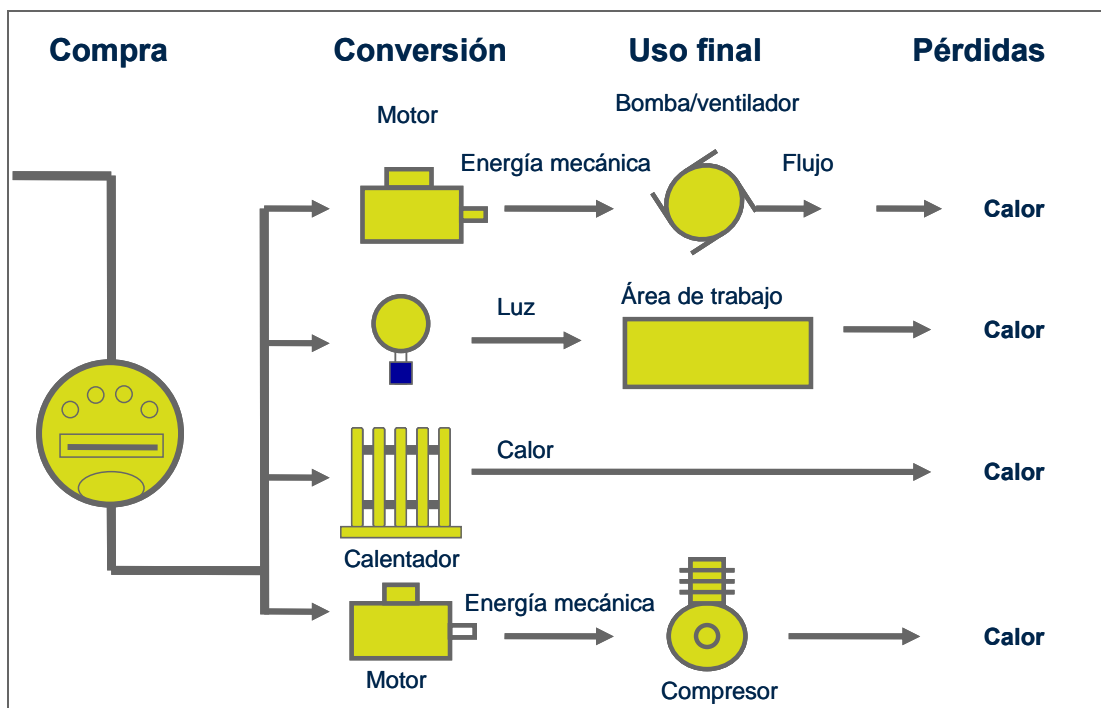 Compra
Conversión
Uso final
Pérdidas
Motor
Bomba/ventilador
Energía mecánica
Flujo
Calor
Luz
Área de trabajo
Calor
Calor
Calor
Calentador
Energía mecánica
Calor
Motor
Compresor